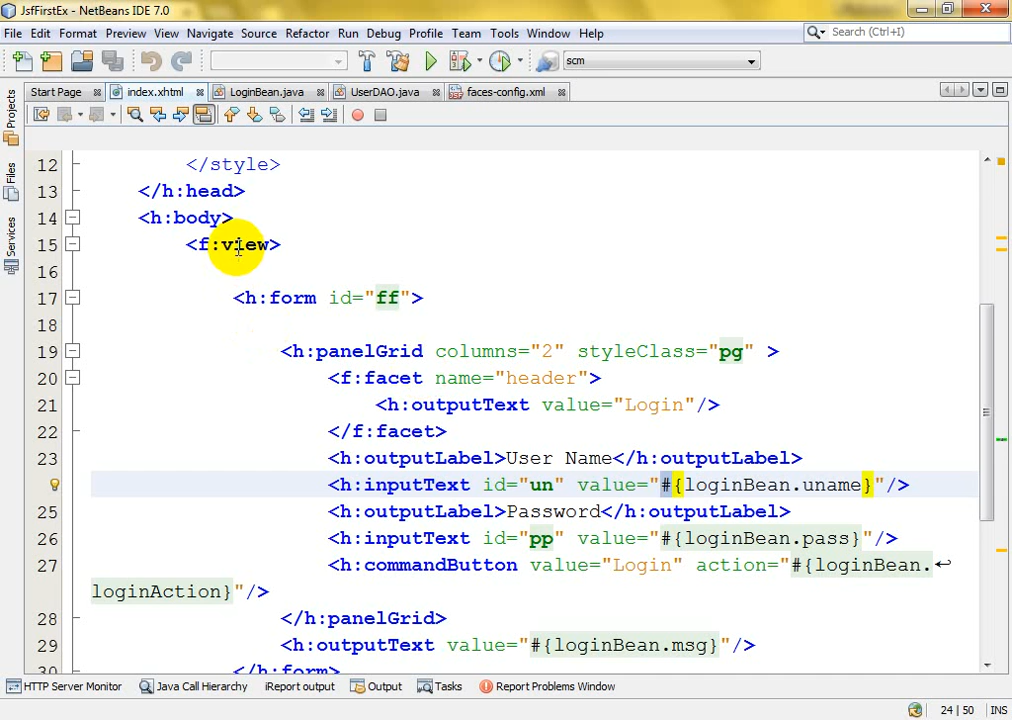 JsfFirstEx - NetBeans IDE 7.0
File Edit Format Preview View Navigate Source Refactor Run Debug Profile Team Tools Window Help
Search (Ctrl+I)
scm
Start Page index.xhtml LoginBean.java UserDAO.java faces-config.xml
Projects
Files
Services
12 </style>
13 </h:head>
14 <h:body>
15 <f:view>
16
17 <h:form id="ff">
18
19 <h:panelGrid columns="2" styleClass="pg" >
20 <f:facet name="header">
21 <h:outputText value="Login"/>
22 </f:facet>
23 <h:outputLabel>User Name</h:outputLabel>
<h:inputText id="un" value="#{loginBean.uname}"/>
25 <h:outputLabel>Password</h:outputLabel>
26 <h:inputText id="pp" value="#{loginBean.pass}"/>
27 <h:commandButton value="Login" action="#{loginBean.
loginAction}"/>
28 </h:panelGrid>
29 <h:outputText value="#{loginBean.msg}"/>
30 </h:form>
HTTP Server Monitor Java Call Hierarchy iReport output Output Tasks Report Problems Window
24 | 50 INS